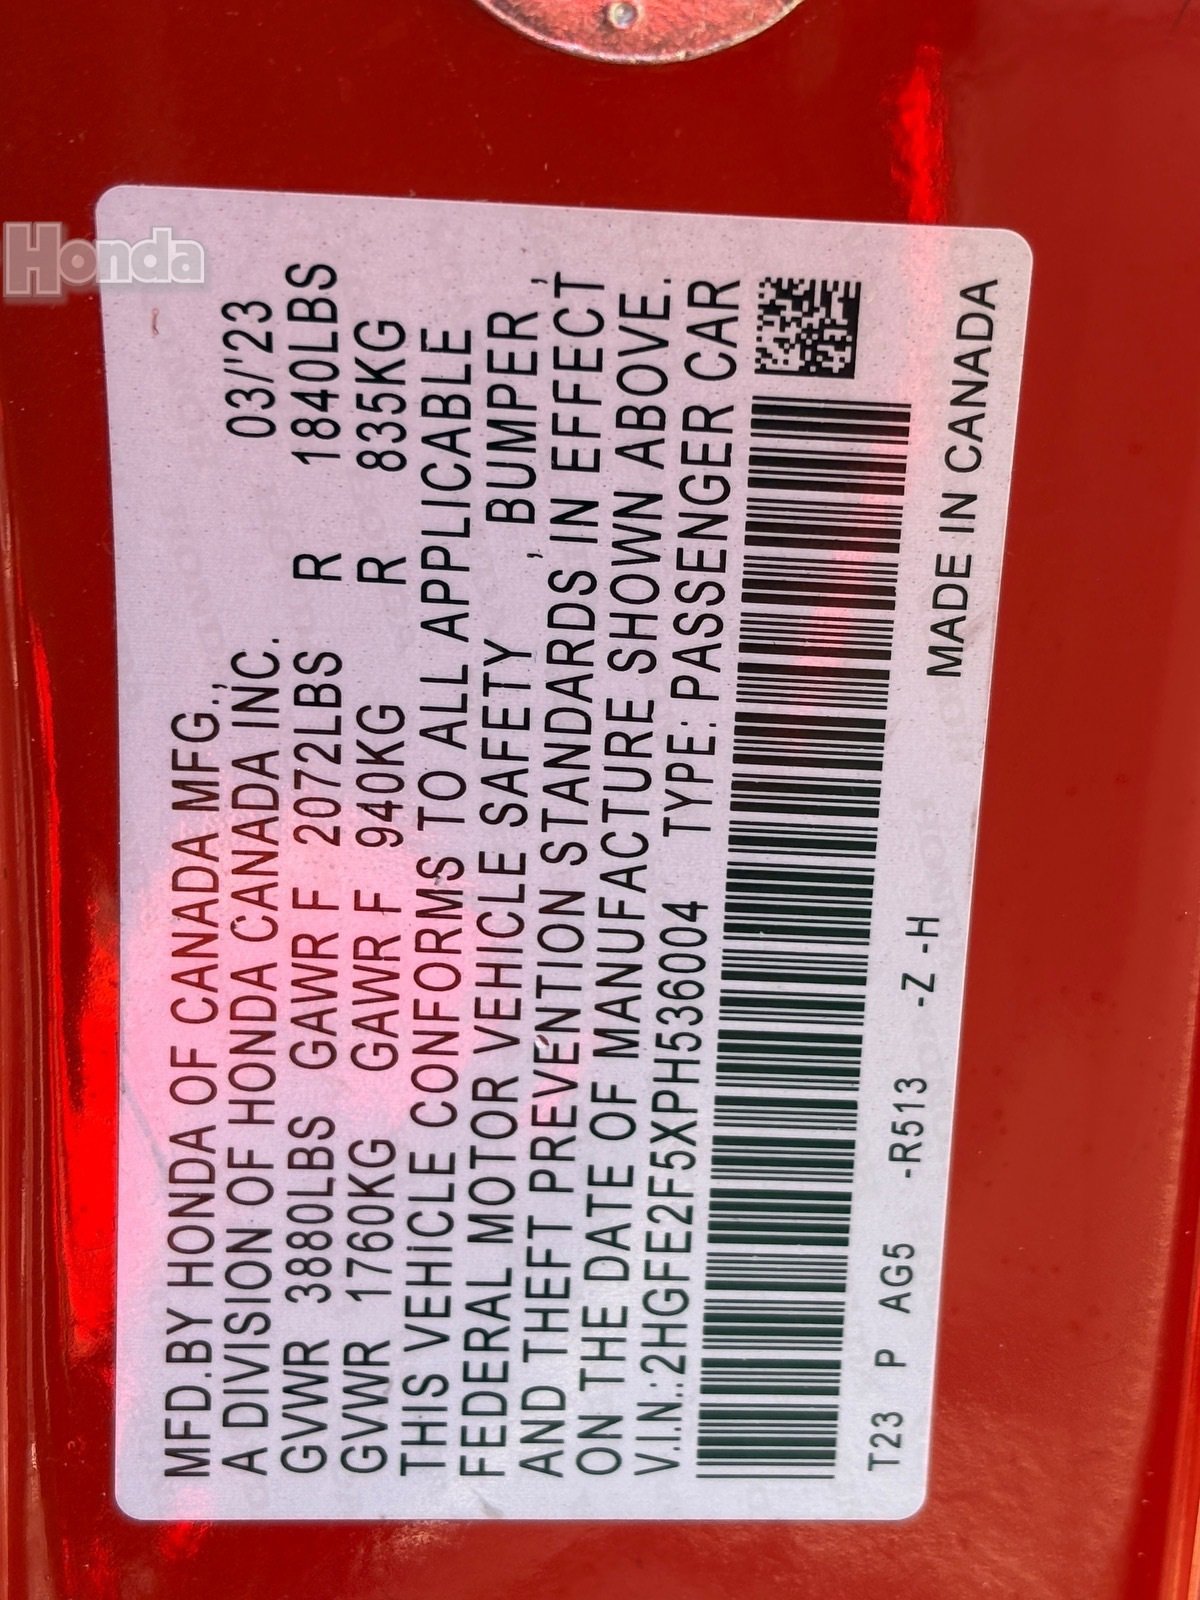 Honda
MFD.BY HONDA OF CANADA MFG.,
A DIVISION OF HONDA CANADA INC. 03/'23
GVWR 3880LBS GAWR F 2072LBS R 1840LBS
GVWR 1760KG GAWR F 940KG R 835KG
THIS VEHICLE CONFORMS TO ALL APPLICABLE
FEDERAL MOTOR VEHICLE SAFETY , BUMPER ,
AND THEFT PREVENTION STANDARDS IN EFFECT
ON THE DATE OF MANUFACTURE SHOWN ABOVE.
V.I.N.:2HGFE2F5XPH536004 TYPE:PASSENGER CAR
T23 P AG5 -R513 -Z -H
MADE IN CANADA